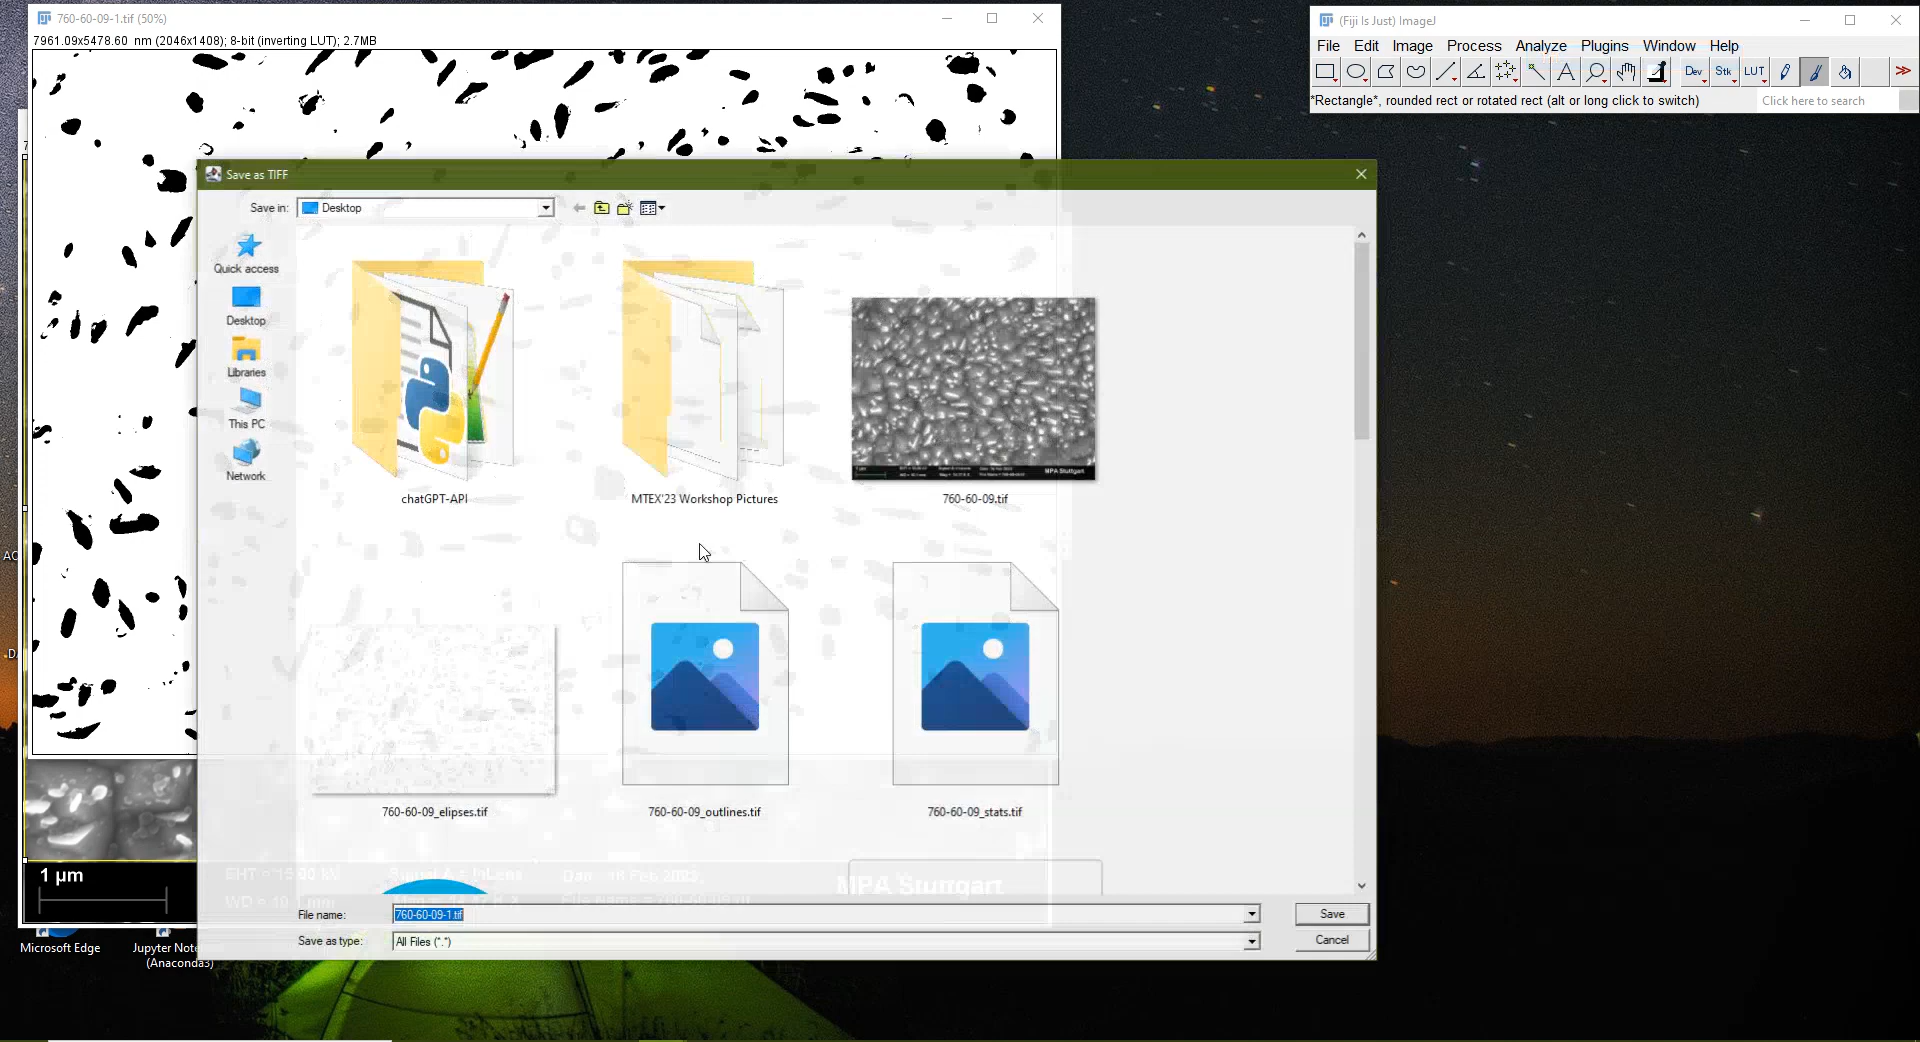 760-60-09-1.tif (50%)
7961.09x5478.60 nm (2046x1408); 8-bit (inverting LUT); 2.7MB
(Fiji Is Just) ImageJ
File Edit Image Process Analyze Plugins Window Help
Dev Stk LUT
*Rectangle*, rounded rect or rotated rect (alt or long click to switch)
Click here to search
Save as TIFF
Save in: Desktop
Quick access
Desktop
Libraries
This PC
Network
chatGPT-API
MTEX'23 Workshop Pictures
MPA Stuttgart
760-60-09.tif
760-60-09_elipses.tif
760-60-09_outlines.tif
760-60-09_stats.tif
1 µm
MPA Stuttgart
File name: 760-60-09-1.tif
Save
Save as type: All Files (*.*)
Cancel
Microsoft Edge
Jupyter Note
(Anaconda3)